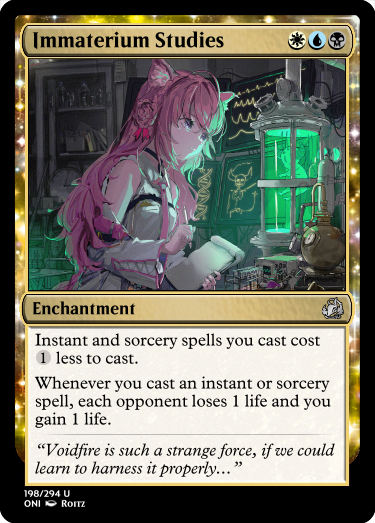 Immaterium Studies
Enchantment
Instant and sorcery spells you cast cost
1 less to cast.
Whenever you cast an instant or sorcery
spell, each opponent loses 1 life and you
gain 1 life.
“Voidfire is such a strange force, if we could
learn to harness it properly…”
198/294 U
ONI ROITZ